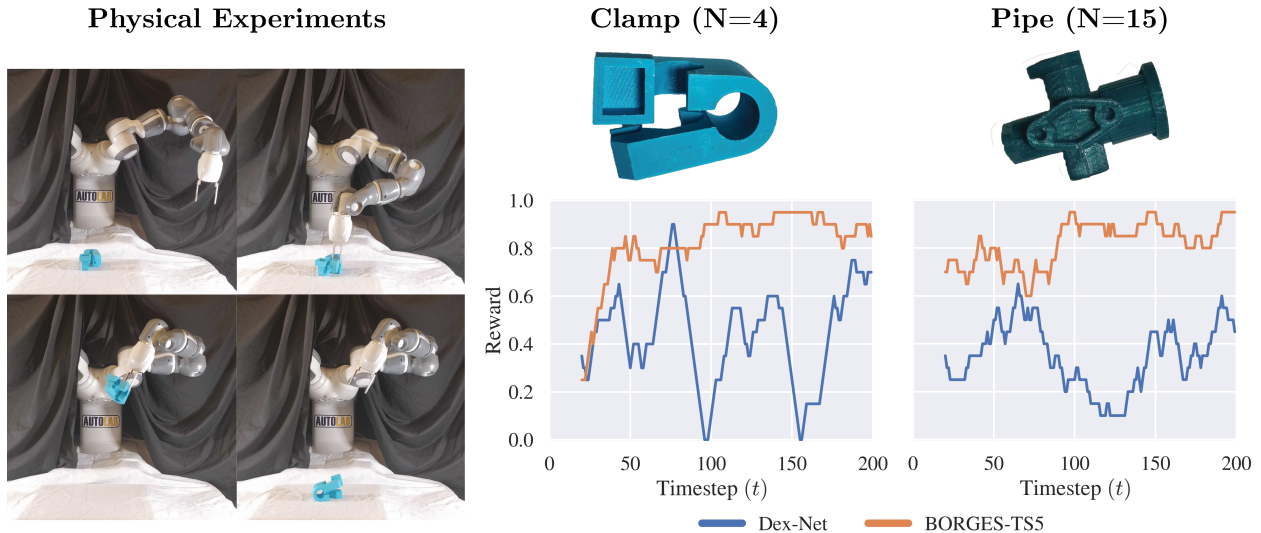 Physical Experiments
Clamp (N=4)
Pipe (N=15)
AUTOLAB
AUTOLAB
AUTOLAB
Reward
1.0
0.8
0.6
0.4
0.2
0.0
0 50 100 150 200
Timestep (t)
0 50 100 150 200
Timestep (t)
Dex-Net
BORGES-TS5